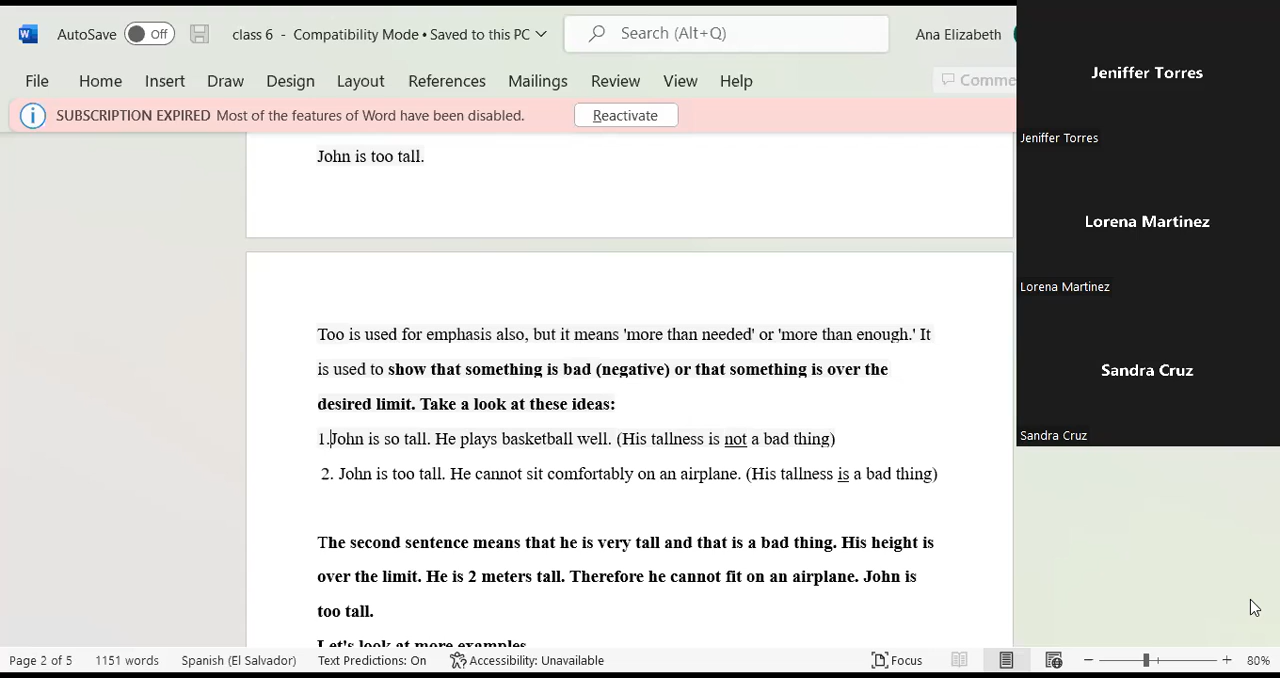 AutoSave Off class 6 - Compatibility Mode • Saved to this PC Search (Alt+Q) Ana Elizabeth
File Home Insert Draw Design Layout References Mailings Review View Help Comme
SUBSCRIPTION EXPIRED Most of the features of Word have been disabled. Reactivate
John is too tall.
Too is used for emphasis also, but it means 'more than needed' or 'more than enough.' It
is used to show that something is bad (negative) or that something is over the
desired limit. Take a look at these ideas:
1.John is so tall. He plays basketball well. (His tallness is not a bad thing)
2. John is too tall. He cannot sit comfortably on an airplane. (His tallness is a bad thing)
The second sentence means that he is very tall and that is a bad thing. His height is
over the limit. He is 2 meters tall. Therefore he cannot fit on an airplane. John is
too tall.
Let's look at more examples
Page 2 of 5 1151 words Spanish (El Salvador) Text Predictions: On Accessibility: Unavailable Focus 80%
Jeniffer Torres
Jeniffer Torres
Lorena Martinez
Lorena Martinez
Sandra Cruz
Sandra Cruz